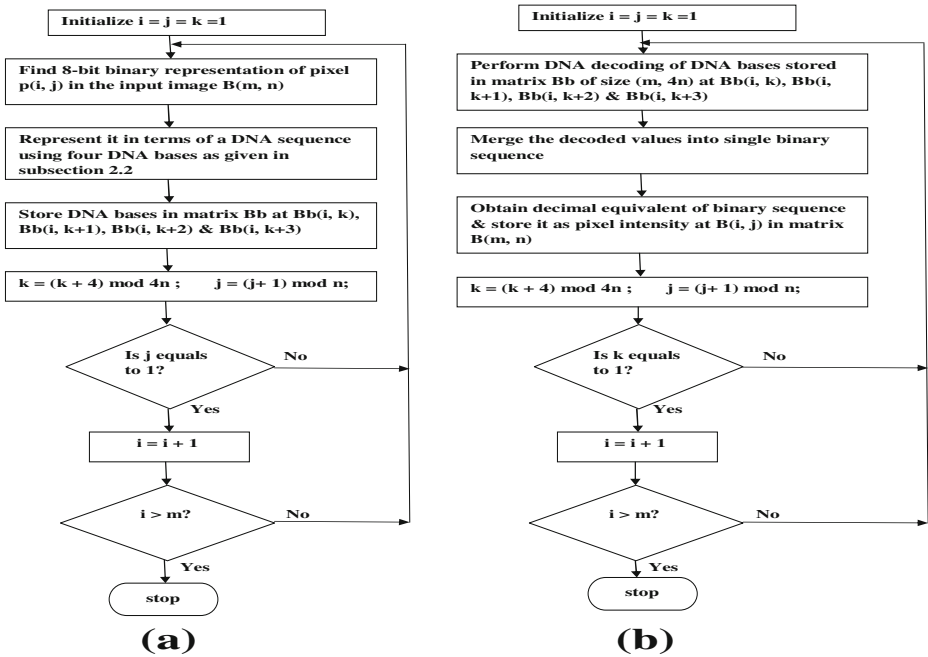 Initialize i = j = k =1
Find 8-bit binary representation of pixel
p(i, j) in the input image B(m, n)
Represent it in terms of a DNA sequence
using four DNA bases as given in
subsection 2.2
Store DNA bases in matrix Bb at Bb(i, k),
Bb(i, k+1), Bb(i, k+2) & Bb(i, k+3)
k = (k + 4) mod 4n ; j = (j+ 1) mod n;
Is j equals
to 1?
No
Yes
i = i + 1
i > m?
No
Yes
stop
(a)
Initialize i = j = k =1
Perform DNA decoding of DNA bases stored
in matrix Bb of size (m, 4n) at Bb(i, k), Bb(i,
k+1), Bb(i, k+2) & Bb(i, k+3)
Merge the decoded values into single binary
sequence
Obtain decimal equivalent of binary sequence
& store it as pixel intensity at B(i, j) in matrix
B(m, n)
k = (k + 4) mod 4n ; j = (j+ 1) mod n;
Is k equals
to 1?
No
Yes
i = i + 1
i > m?
No
Yes
stop
(b)